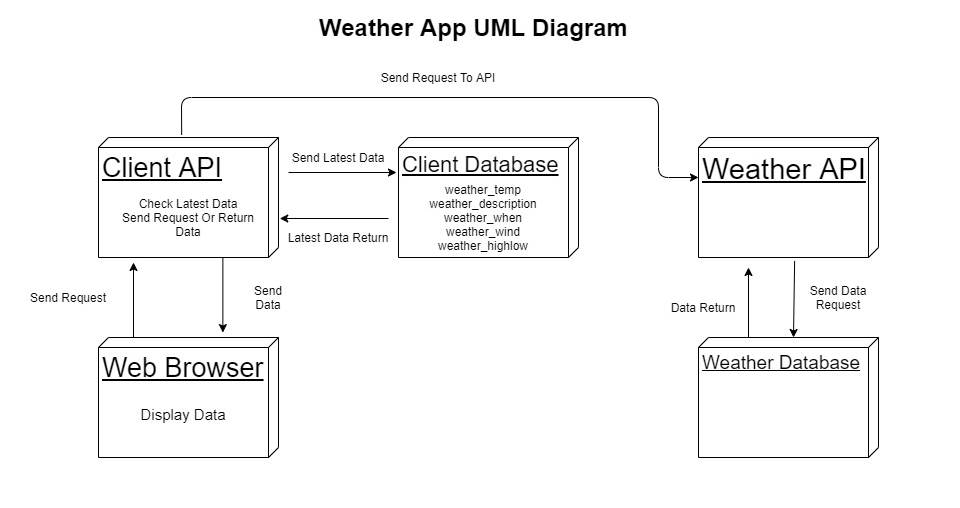 Weather App UML Diagram
Send Request To API
Client API
Check Latest Data
Send Request Or Return
Data
Send Latest Data
Latest Data Return
Client Database
weather_temp
weather_description
weather_when
weather_wind
weather_highlow
Weather API
Send Request
Send
Data
Data Return
Send Data
Request
Web Browser
Display Data
Weather Database